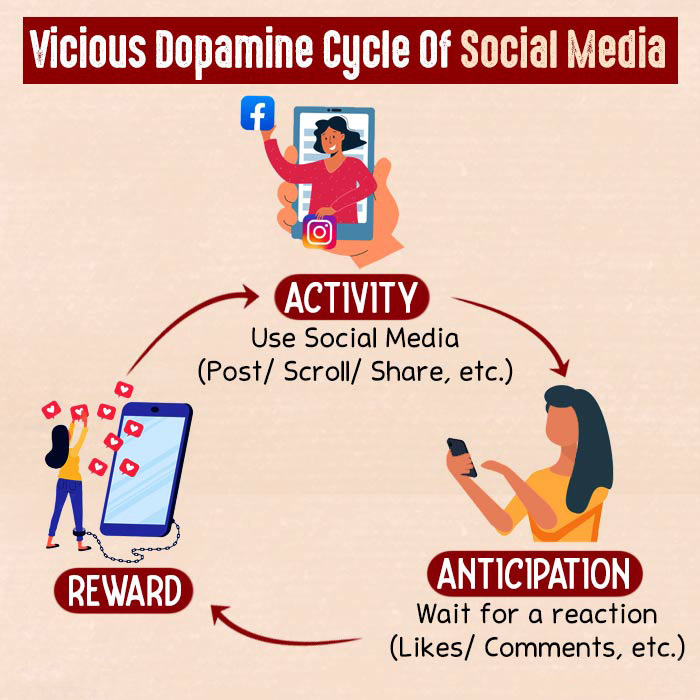 Vicious Dopamine Cycle Of Social Media
ACTIVITY
Use Social Media
(Post/ Scroll/ Share, etc.)
ANTICIPATION
Wait for a reaction
(Likes/ Comments, etc.)
REWARD